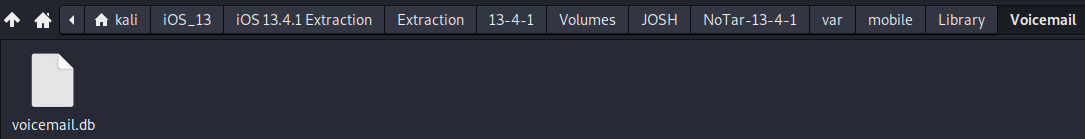 kali iOS_13 iOS 13.4.1 Extraction Extraction 13-4-1 Volumes JOSH NoTar-13-4-1 var mobile Library Voicemail
voicemail.db